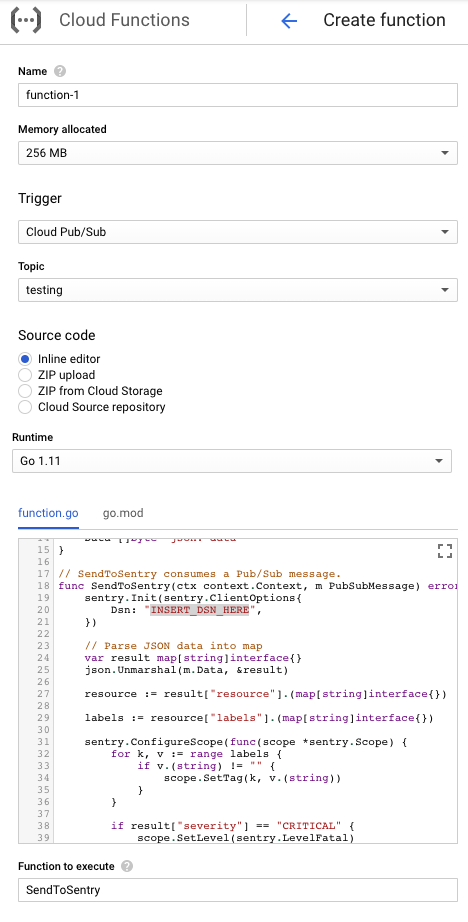 Cloud Functions
Create function
Name
function-1
Memory allocated
256 MB
Trigger
Cloud Pub/Sub
Topic
testing
Source code
Inline editor
ZIP upload
ZIP from Cloud Storage
Cloud Source repository
Runtime
Go 1.11
function.go go.mod
15 }
16
17 // SendToSentry consumes a Pub/Sub message.
18 func SendToSentry(ctx context.Context, m PubSubMessage) erro
19 sentry.Init(sentry.ClientOptions{
20 Dsn: "INSERT_DSN_HERE",
21 })
22
23 // Parse JSON data into map
24 var result map[string]interface{}
25 json.Unmarshal(m.Data, &result)
26
27 resource := result["resource"].(map[string]interface{})
28
29 labels := resource["labels"].(map[string]interface{})
30
31 sentry.ConfigureScope(func(scope *sentry.Scope) {
32 for k, v := range labels {
33 if v.(string) != "" {
34 scope.SetTag(k, v.(string))
35 }
36 }
37
38 if result["severity"] == "CRITICAL" {
39 scope.SetLevel(sentry.LevelFatal)
Function to execute
SendToSentry